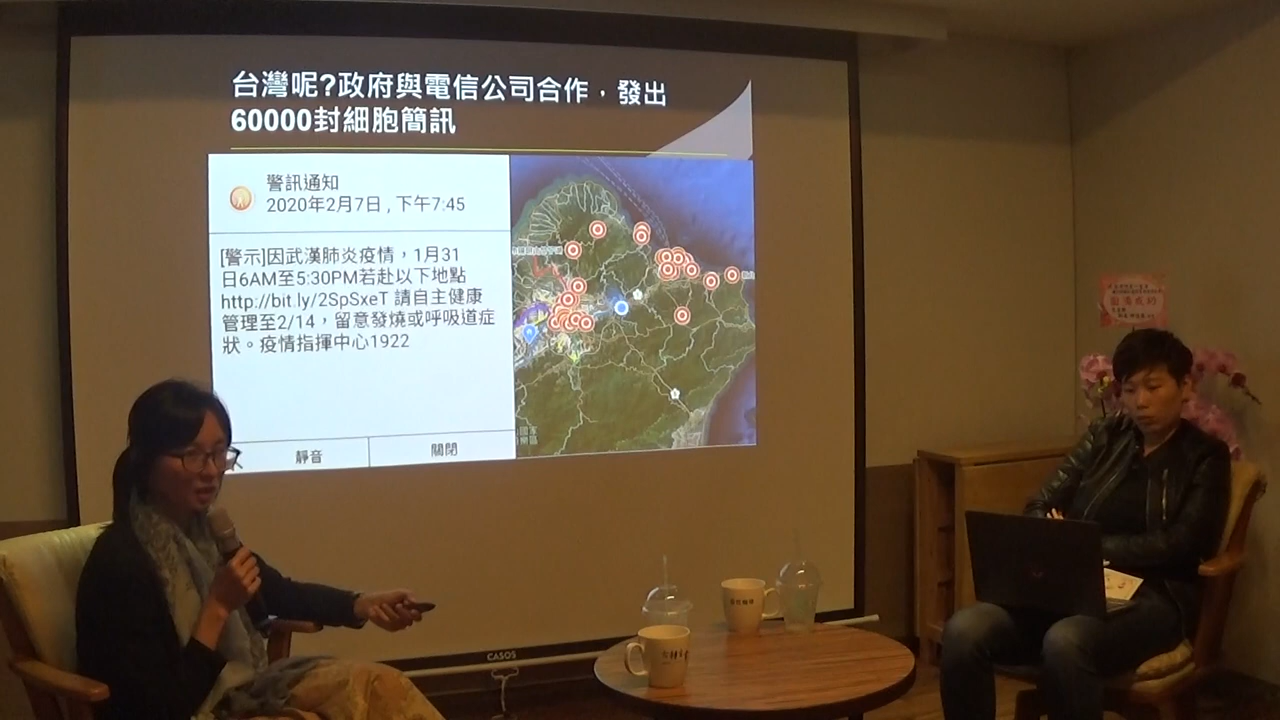 台灣呢?政府與電信公司合作，發出
60000封細胞簡訊
警訊通知
2020年2月7日 , 下午7:45
[警示]因武漢肺炎疫情，1月31
日6AM至5:30PM若赴以下地點
http://bit.ly/2SpSxeT 請自主健康
管理至2/14，留意發燒或呼吸道症
狀。疫情指揮中心1922
靜音
關閉
CASOS